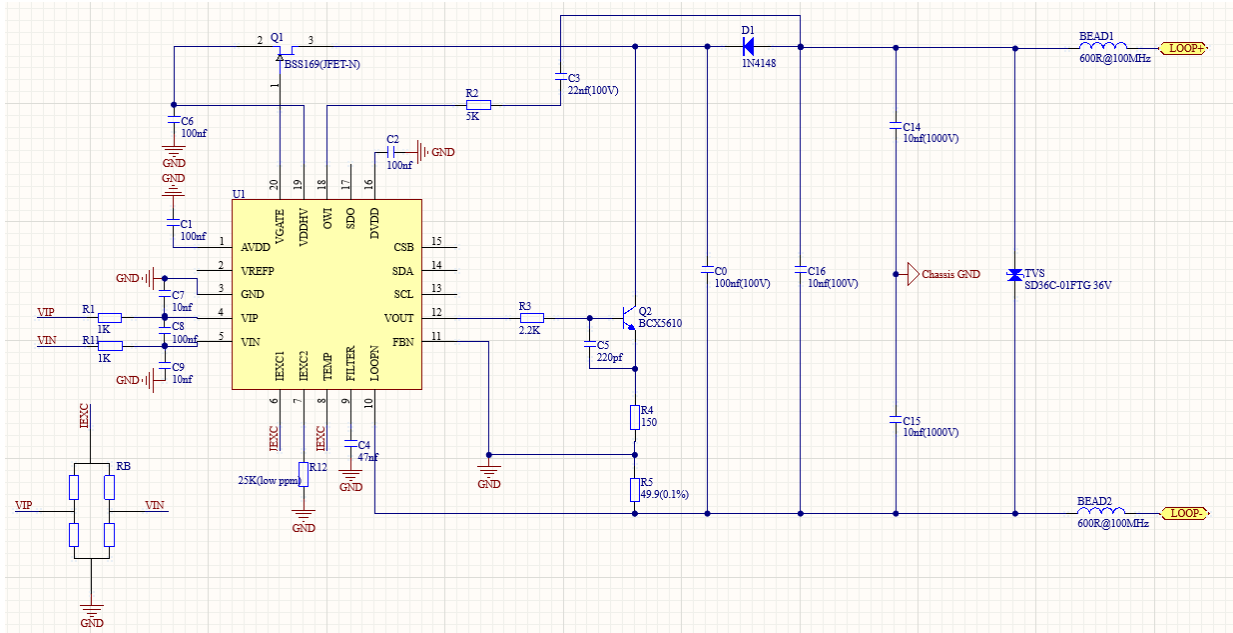 Q1
2
3
BSS169(JFET-N)
1
D1
1N4148
BEAD1
600R@100MHz
LOOP+
C3
22nf(100V)
R2
5K
C6
100nf
GND
GND
C2
100nf
GND
C14
10nf(1000V)
C1
100nf
U1
20
19
18
17
16
VGATE
VDDHV
OWI
SDO
DVDD
1
AVDD
CSB
15
2
VREFP
SDA
14
3
GND
SCL
13
4
VIP
VOUT
12
5
VIN
FBN
11
IEXC1
IEXC2
TEMP
FILTER
LOOPN
6
7
8
9
10
GND
C7
10nf
VIP
R1
1K
C8
100nf
VIN
R11
1K
C9
10nf
GND
C0
100nf(100V)
C16
10nf(100V)
Chassis GND
TVS
SD36C-01FTG 36V
R3
2.2K
Q2
BCX5610
C5
220pf
R4
150
C15
10nf(1000V)
IEXC
IEXC
IEXC
C4
47nf
GND
R12
25K(low ppm)
GND
GND
R5
49.9(0.1%)
RB
VIP
VIN
GND
BEAD2
600R@100MHz
LOOP-